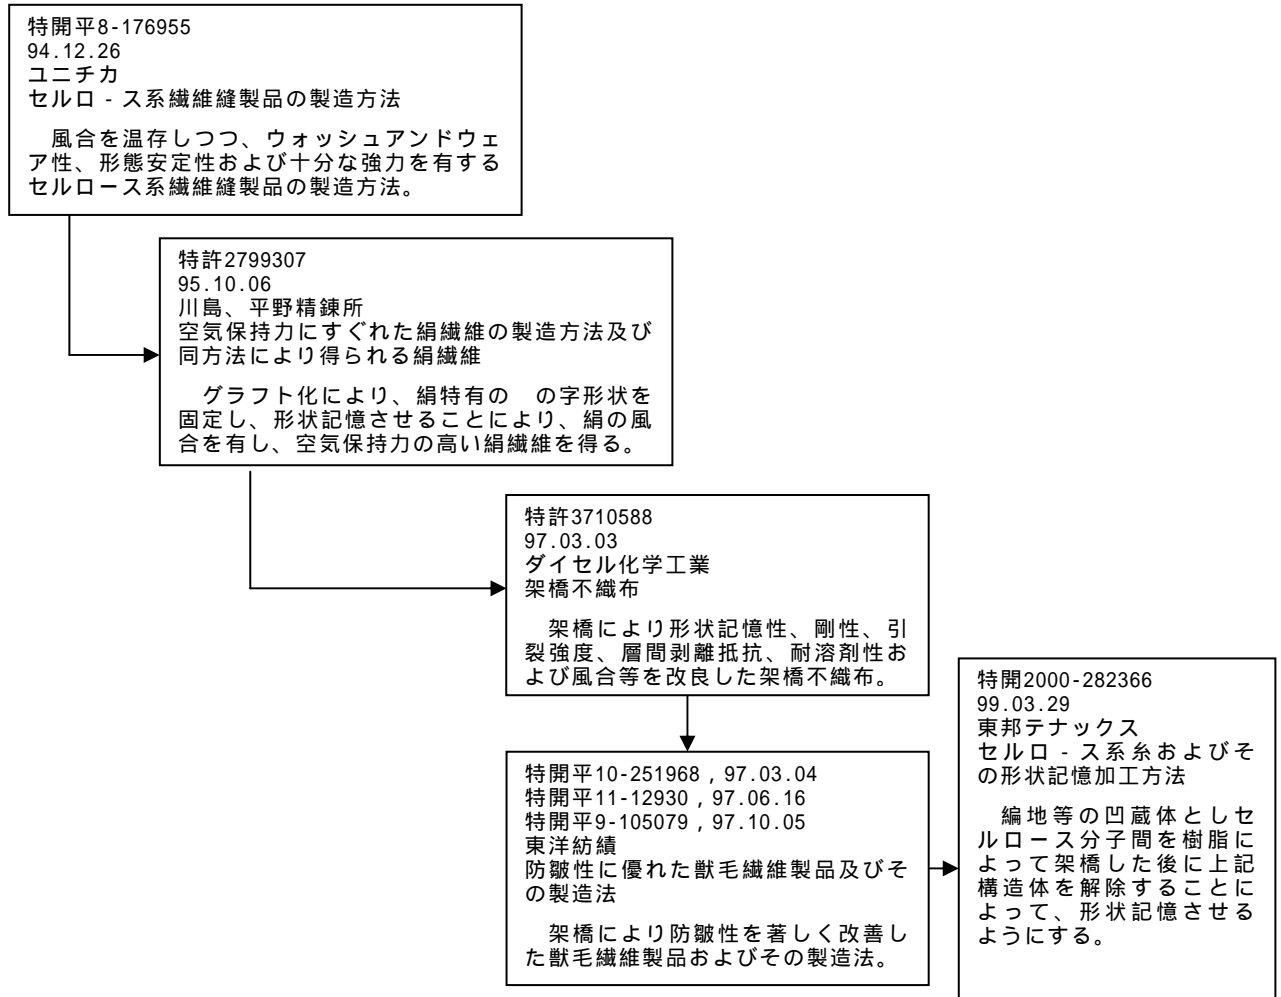 特開平8-176955
94.12.26
ユニチカ
セルロ‐ス系繊維縫製品の製造方法
風合を温存しつつ、ウォッシュアンドウェ
ア性、形態安定性および十分な強力を有する
セルロース系繊維縫製品の製造方法。
特許2799307
95.10.06
川島、平野精錬所
空気保持力にすぐれた絹繊維の製造方法及び
同方法により得られる絹繊維
グラフト化により、絹特有の　の字形状を
固定し、形状記憶させることにより、絹の風
合を有し、空気保持力の高い絹繊維を得る。
特許3710588
97.03.03
ダイセル化学工業
架橋不織布
架橋により形状記憶性、剛性、引
裂強度、層間剥離抵抗、耐溶剤性お
よび風合等を改良した架橋不織布。
特開平10-251968，97.03.04
特開平11-12930，97.06.16
特開平9-105079，97.10.05
東洋紡績
防皺性に優れた獣毛繊維製品及びそ
の製造法
架橋により防皺性を著しく改善し
た獣毛繊維製品およびその製造法。
特開2000-282366
99.03.29
東邦テナックス
セルロ‐ス系糸およびそ
の形状記憶加工方法
編地等の凹蔵体としセ
ルロース分子間を樹脂に
よって架橋した後に上記
構造体を解除することに
よって、形状記憶させる
ようにする。